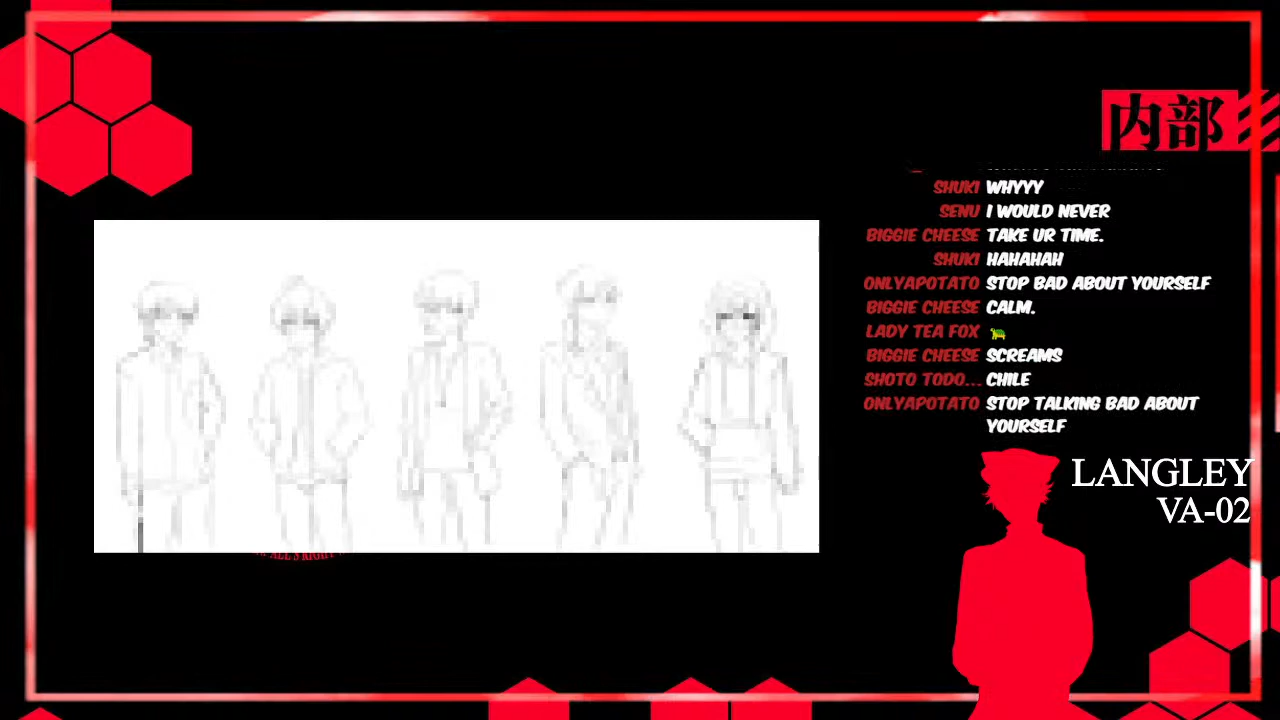 内部
SHUKI WHYYY
SENU I WOULD NEVER
BIGGIE CHEESE TAKE UR TIME.
SHUKI HAHAHAH
ONLYAPOTATO STOP BAD ABOUT YOURSELF
BIGGIE CHEESE CALM.
LADY TEA FOX 🐢
BIGGIE CHEESE SCREAMS
SHOTO TODO... CHILE
ONLYAPOTATO STOP TALKING BAD ABOUT
YOURSELF
LANGLEY
VA-02
ALL'S RIGHT